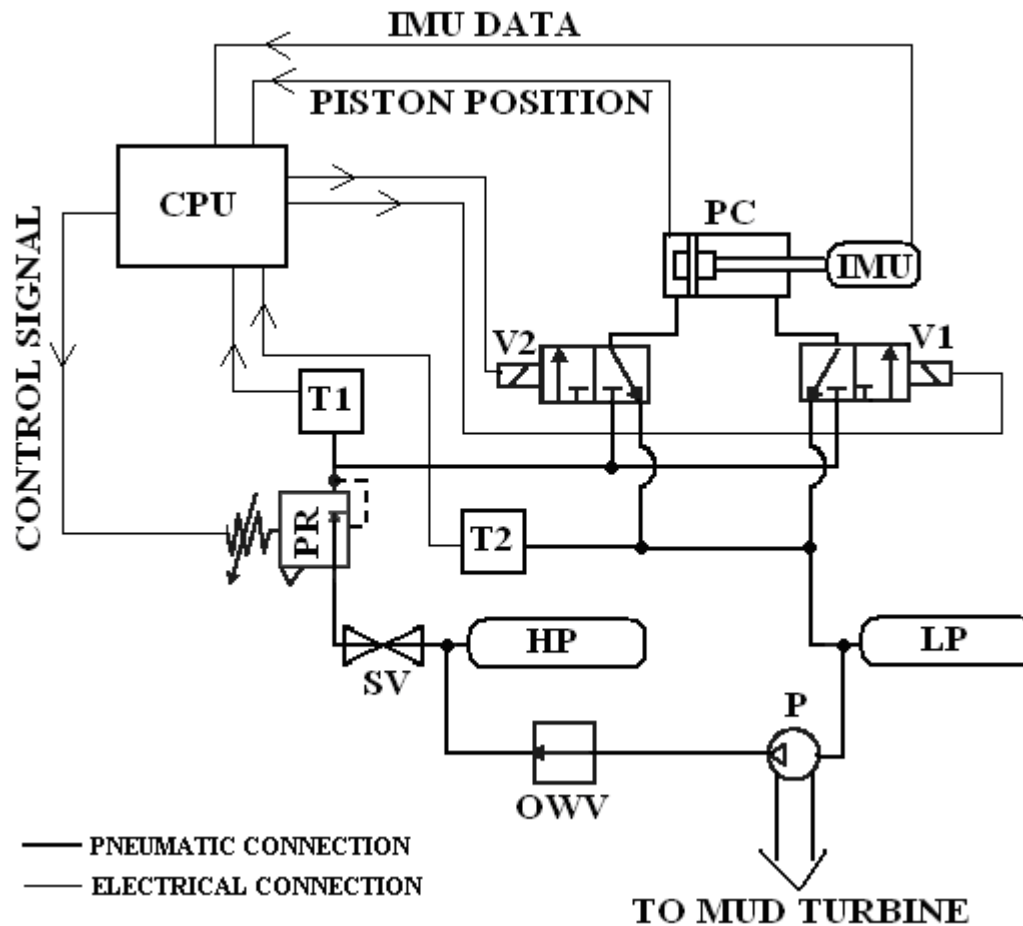 IMU DATA
PISTON POSITION
CPU
PC
IMU
CONTROL SIGNAL
V2
V1
T1
PR
T2
HP
LP
SV
P
OWV
PNEUMATIC CONNECTION
ELECTRICAL CONNECTION
TO MUD TURBINE